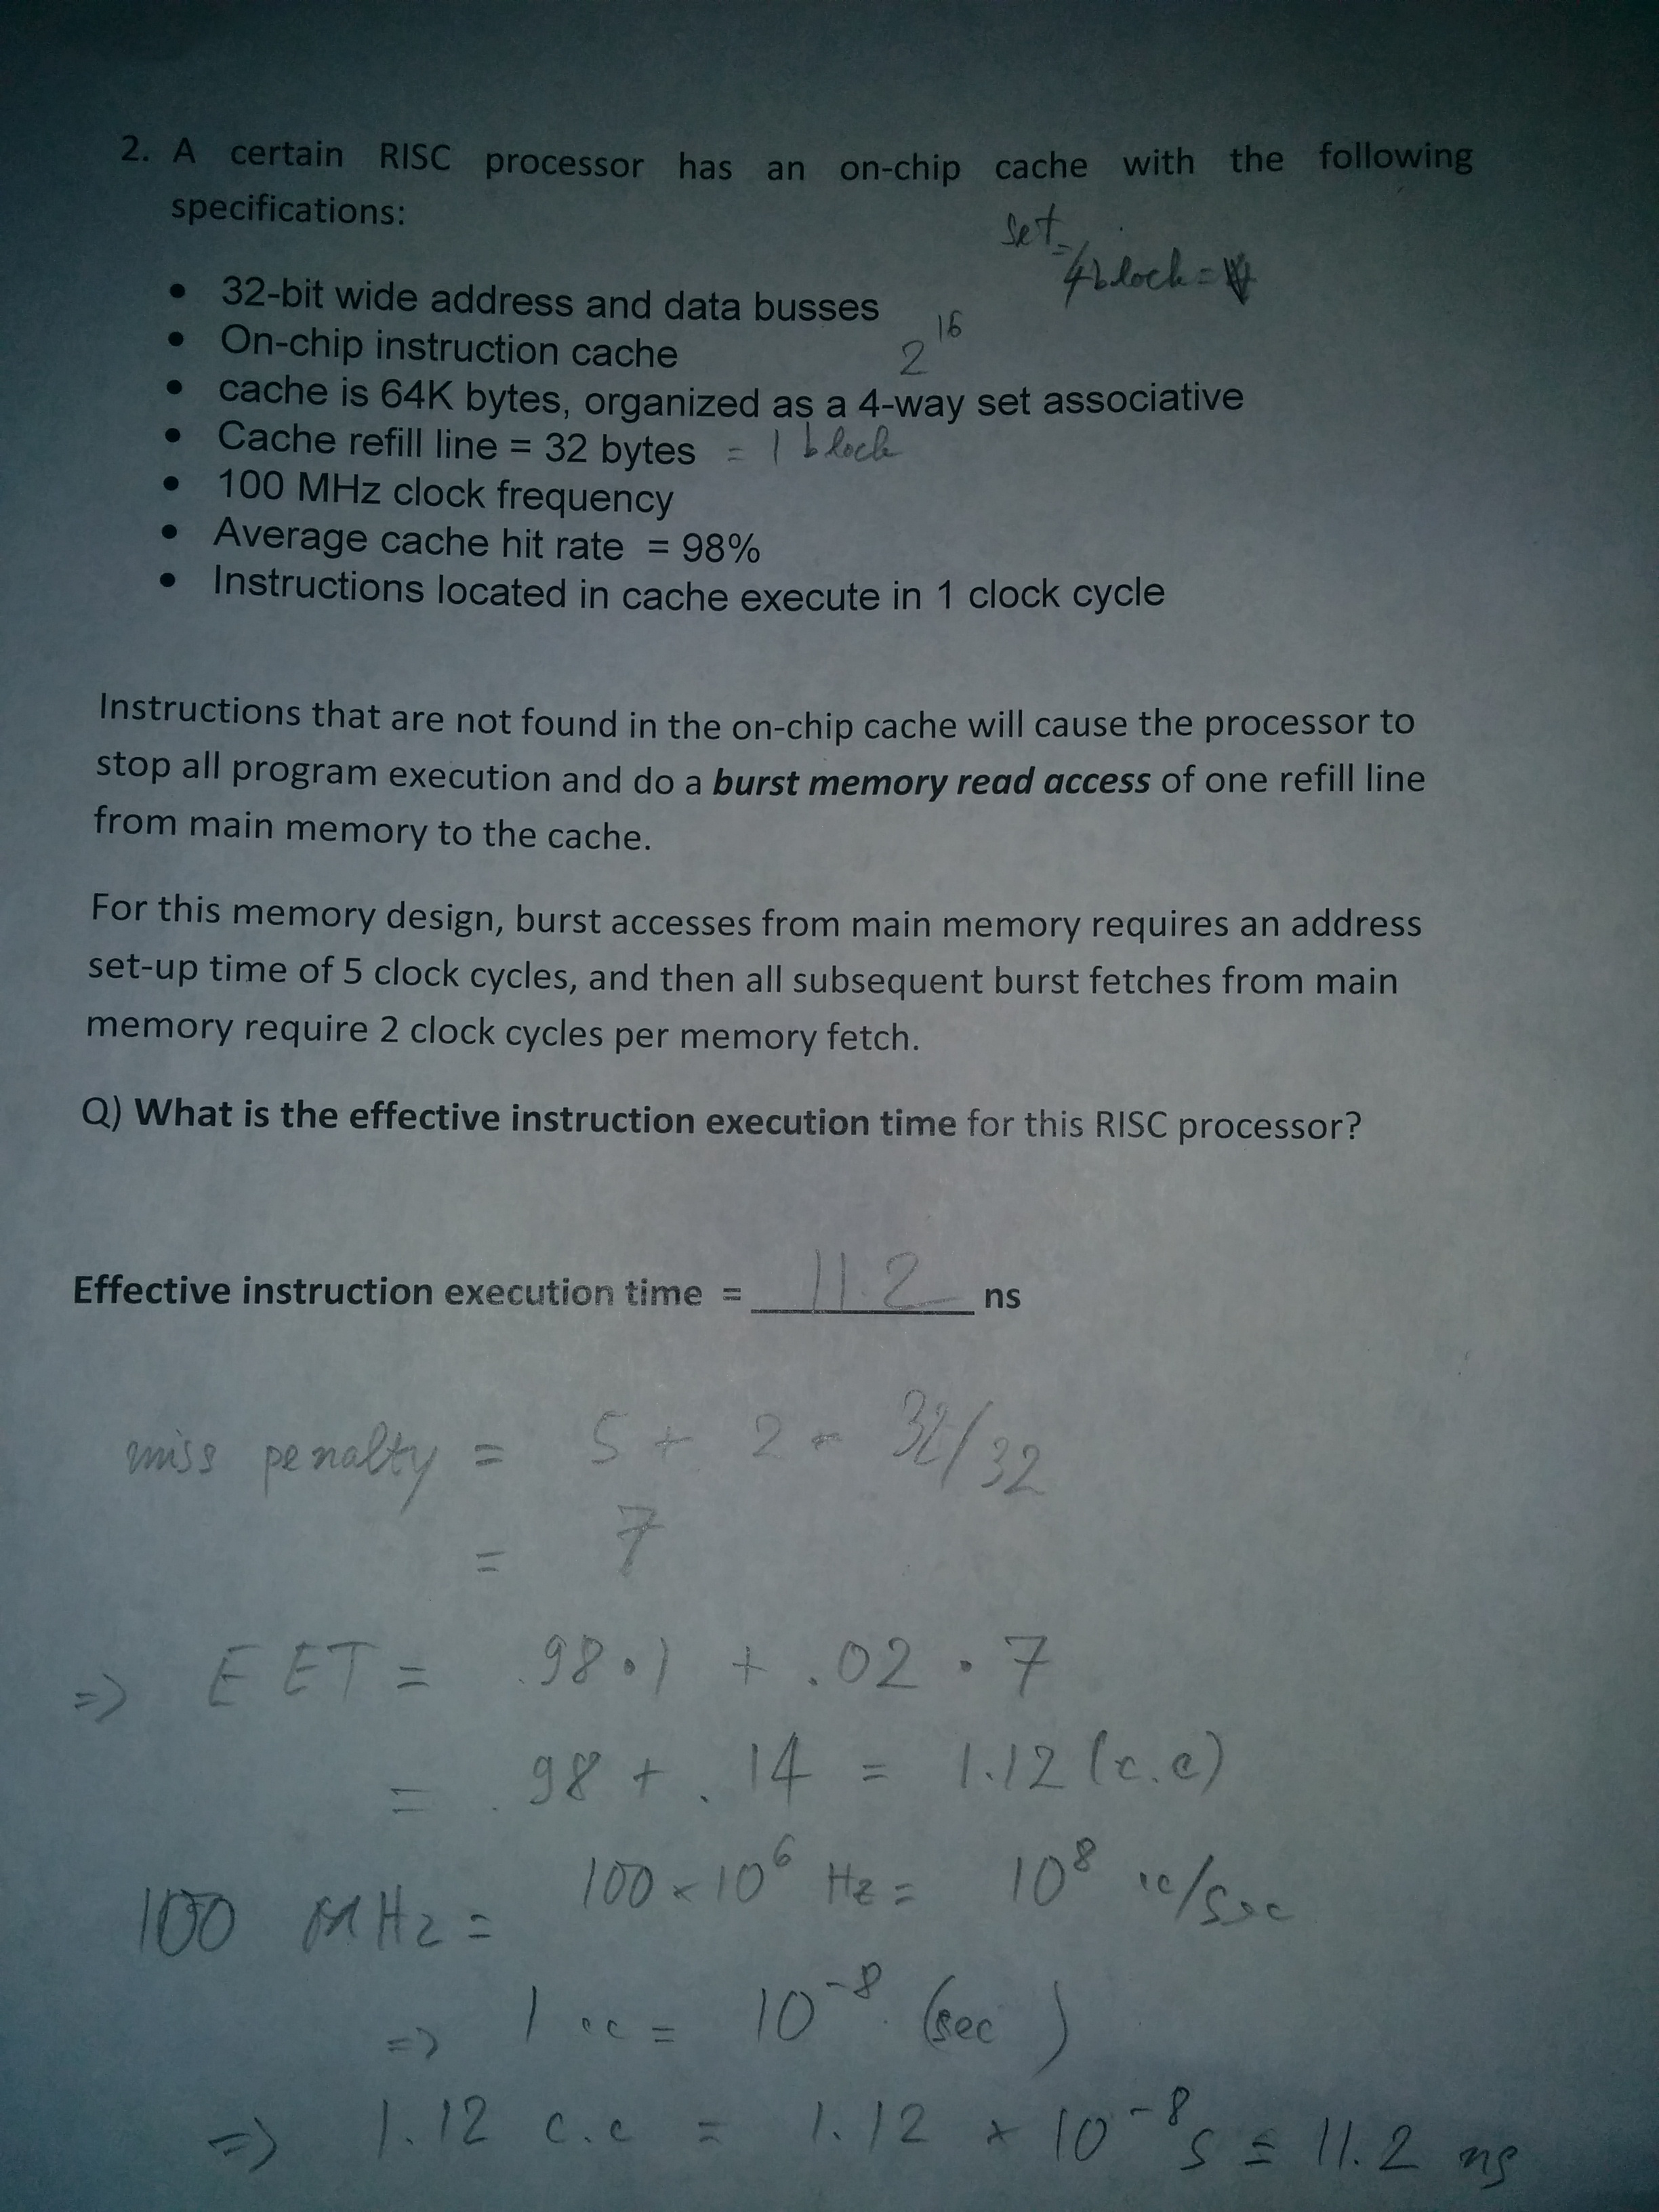 2. A certain RISC processor has an on-chip cache with the following
specifications:
set =
4block =
• 32-bit wide address and data busses
• On-chip instruction cache
2^16
• cache is 64K bytes, organized as a 4-way set associative
• Cache refill line = 32 bytes = 1 block
• 100 MHz clock frequency
• Average cache hit rate = 98%
• Instructions located in cache execute in 1 clock cycle
Instructions that are not found in the on-chip cache will cause the processor to
stop all program execution and do a burst memory read access of one refill line
from main memory to the cache.
For this memory design, burst accesses from main memory requires an address
set-up time of 5 clock cycles, and then all subsequent burst fetches from main
memory require 2 clock cycles per memory fetch.
Q) What is the effective instruction execution time for this RISC processor?
Effective instruction execution time = 11.2 ns
miss penalty = 5 + 2 * 32/32
= 7
=> EET = .98 • 1 + .02 • 7
= .98 + .14 = 1.12 (c.c)
100 MHz = 100 × 10^6 Hz = 10^8 cc/sec
=> 1 cc = 10^-8 (sec)
=> 1.12 c.c = 1.12 × 10^-8 s = 11.2 ns